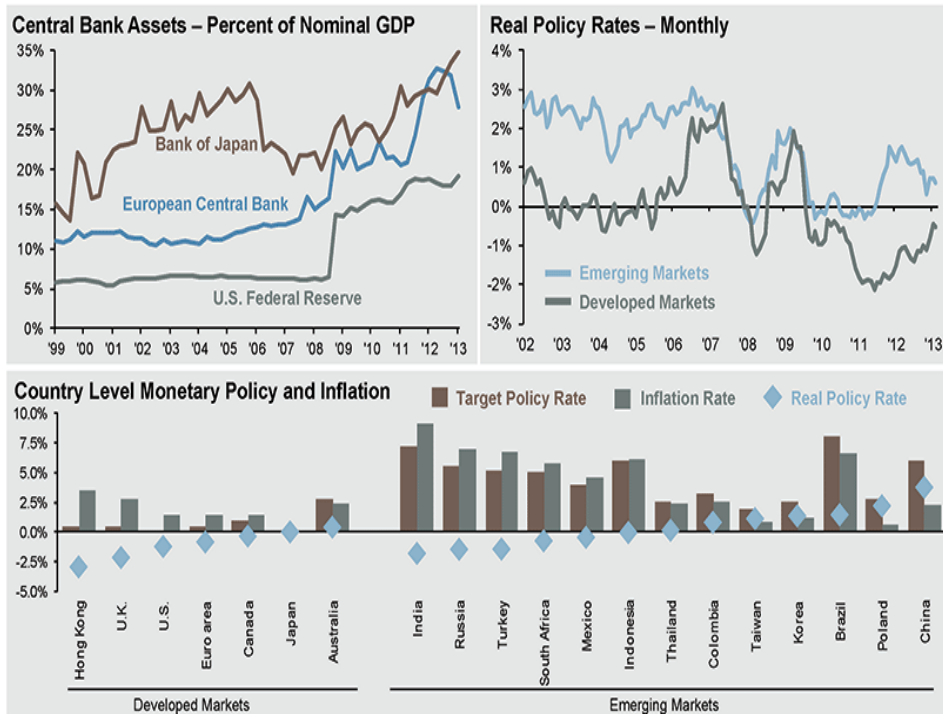 Central Bank Assets – Percent of Nominal GDP
35%
30%
25%
20%
15%
10%
5%
0%
Bank of Japan
European Central Bank
U.S. Federal Reserve
'99 '00 '01 '02 '03 '04 '05 '06 '07 '08 '09 '10 '11 '12 '13
Real Policy Rates – Monthly
4%
3%
2%
1%
0%
-1%
-2%
-3%
Emerging Markets
Developed Markets
'02 '03 '04 '05 '06 '07 '08 '09 '10 '11 '12 '13
Country Level Monetary Policy and Inflation
Target Policy Rate Inflation Rate Real Policy Rate
10.0%
7.5%
5.0%
2.5%
0.0%
-2.5%
-5.0%
Hong Kong
U.K.
U.S.
Euro area
Canada
Japan
Australia
India
Russia
Turkey
South Africa
Mexico
Indonesia
Thailand
Colombia
Taiwan
Korea
Brazil
Poland
China
Developed Markets
Emerging Markets